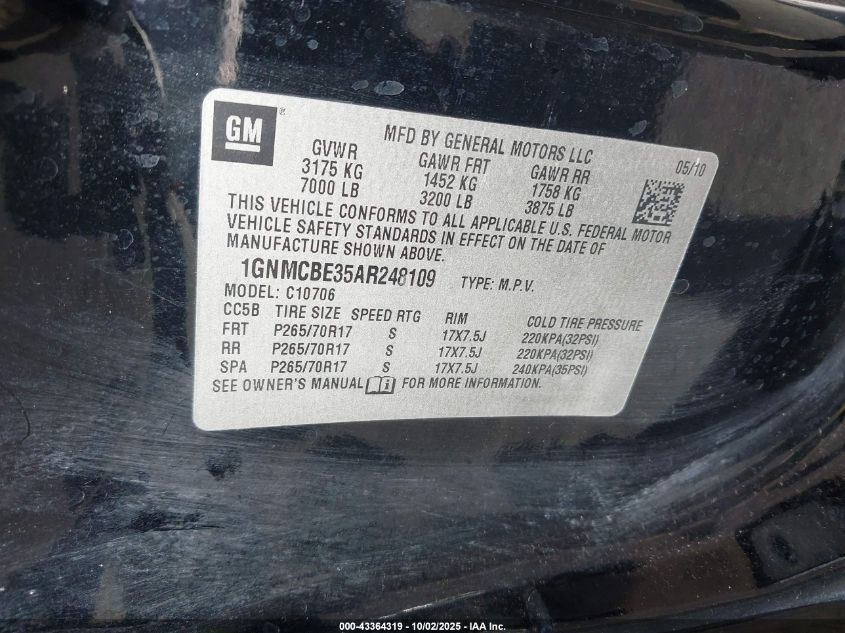 GM®
MFD BY GENERAL MOTORS LLC 05/10
GVWR GAWR FRT GAWR RR
3175 KG 1452 KG 1758 KG
7000 LB 3200 LB 3875 LB
THIS VEHICLE CONFORMS TO ALL APPLICABLE U.S. FEDERAL MOTOR
VEHICLE SAFETY STANDARDS IN EFFECT ON THE DATE OF
MANUFACTURE SHOWN ABOVE.
1GNMCBE35AR248109 TYPE: M.P.V.
MODEL: C10706
CC5B TIRE SIZE SPEED RTG RIM COLD TIRE PRESSURE
FRT P265/70R17 S 17X7.5J 220KPA(32PSI)
RR P265/70R17 S 17X7.5J 220KPA(32PSI)
SPA P265/70R17 S 17X7.5J 240KPA(35PSI)
SEE OWNER'S MANUAL FOR MORE INFORMATION.
000-43364319 - 10/02/2025 - IAA Inc.